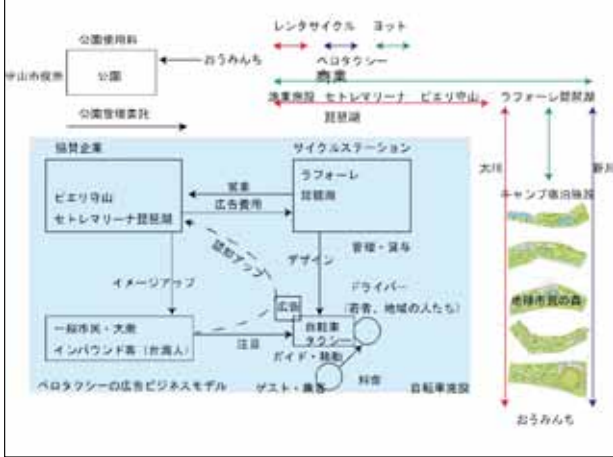 レンタサイクル ヨット
ベロタクシー
公園使用料
守山市役所
公園
おうみんち
公園管理委託
商業
漁業施設 セトレマリーナ ピエリ守山 ラフォーレ琵琶湖
琵琶湖
協賛企業
サイクルステーション
ピエリ守山
セトレマリーナ琵琶湖
営業
広告費用
ラフォーレ
琵琶湖
大川
新川
キャンプ宿泊施設
認知アップ
デザイン
管理・貸与
イメージアップ
ドライバー
(若者、地域の人たち)
広告
地球市民の森
一般市民・大衆
インバウンド客(台湾人)
注目
自転車
タクシー
ガイド・移動
ゲスト・乗客
料金
ベロタクシーの広告ビジネスモデル
自転車施設
おうみんち